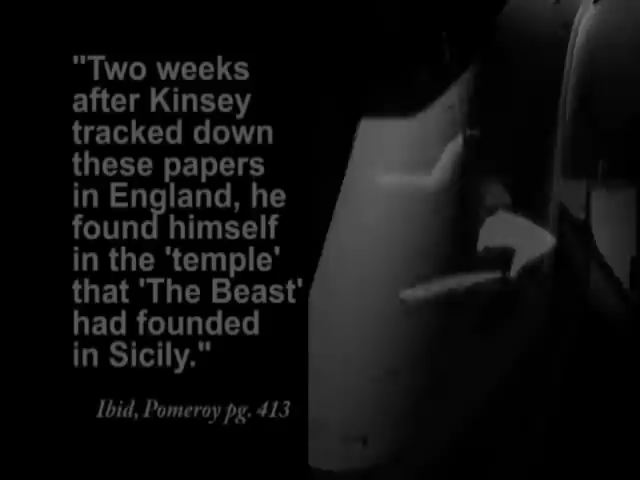 "Two weeks
after Kinsey
tracked down
these papers
in England, he
found himself
in the 'temple'
that 'The Beast'
had founded
in Sicily."
Ibid, Pomeroy pg. 413